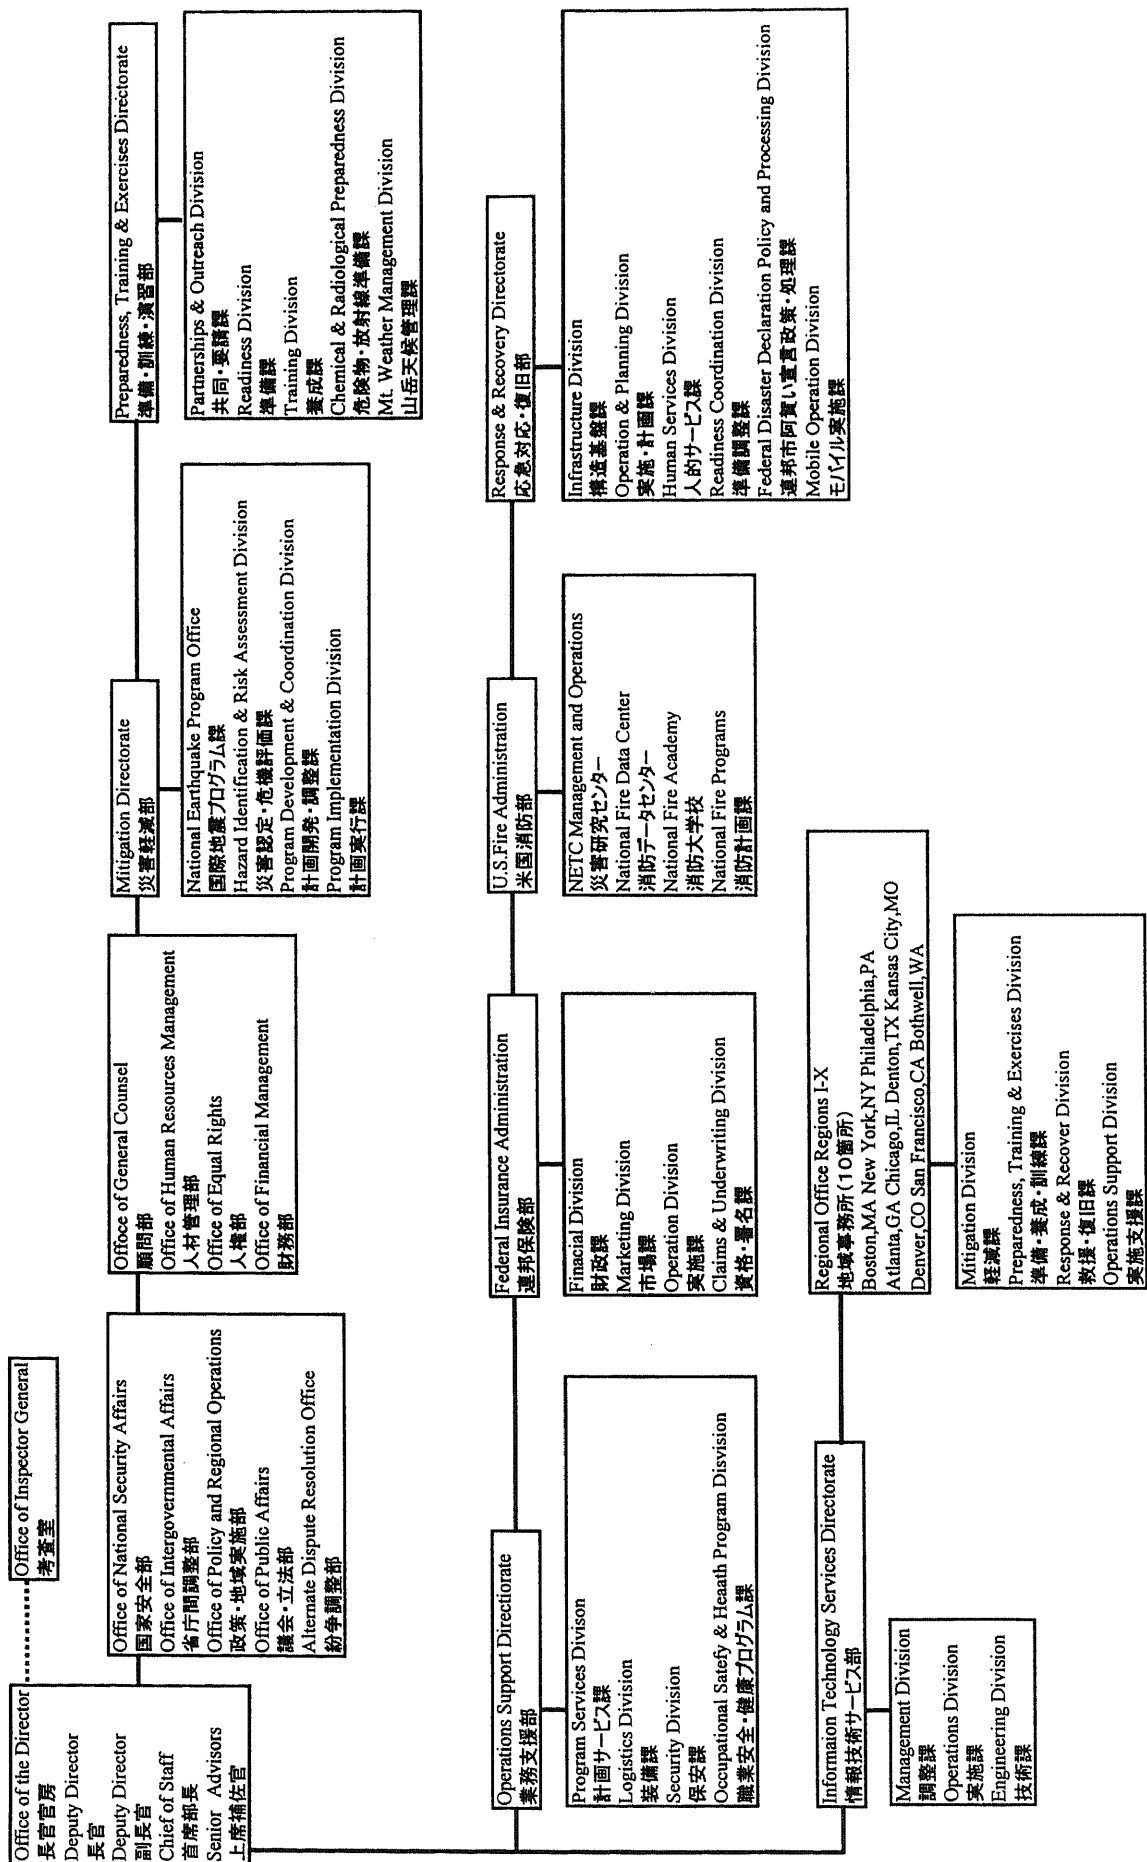 Office of the Director
長官官房
Deputy Director
長官
Deputy Director
副長官
Chief of Staff
首席部長
Senior Advisors
上席補佐官
Office of Inspector General
考査室
Office of National Security Affairs
国家安全部
Office of Intergovernmental Affairs
省庁間調整部
Office of Policy and Regional Operations
政策・地域実施部
Office of Public Affairs
議会・立法部
Alternate Dispute Resolution Office
紛争調整部
Offoce of General Counsel
顧問部
Office of Human Resources Management
人材管理部
Office of Equal Rights
人権部
Office of Financial Management
財務部
Mitigation Directorate
災害軽減部
National Earthquake Program Office
国際地震プログラム課
Hazard Identification & Risk Assessment Division
災害認定・危機評価課
Program Development & Coordination Division
計画開発・調整課
Program Implementation Division
計画実行課
Preparedness, Training & Exercises Directorate
準備・訓練・演習部
Partnerships & Outreach Division
共同・要請課
Readiness Division
準備課
Training Division
養成課
Chemical & Radiological Preparedness Division
危険物・放射線準備課
Mt. Weather Management Division
山岳天候管理課
Operations Support Directorate
業務支援部
Program Services Divison
計画サービス課
Logistics Division
装備課
Security Division
保安課
Occupational Satefy & Heaath Program Disvision
職業安全・健康プログラム課
Federal Insurance Administration
連邦保険部
Finacial Division
財政課
Marketing Division
市場課
Operation Division
実施課
Claims & Underwriting Division
資格・署名課
U.S.Fire Administration
米国消防部
NETC Management and Operations
災害研究センター
National Fire Data Center
消防データセンター
National Fire Academy
消防大学校
National Fire Programs
消防計画課
Response & Recovery Directorate
応急対応・復旧部
Infrastructure Division
構造基盤課
Operation & Planning Division
実施・計画課
Human Services Division
人的サービス課
Readiness Coordination Division
準備調整課
Federal Disaster Declaration Policy and Processing Division
連邦市阿賀い宣言政策・処理課
Mobile Operation Division
モバイル実施課
Informaion Technology Services Directorate
情報技術サービス部
Management Division
調整課
Operations Division
実施課
Engineering Division
技術課
Regional Office Regions I-X
地域事務所(10箇所)
Boston,MA New York,NY Philadelphia,PA
Atlanta,GA Chicago,IL Denton,TX Kansas City,MO
Denver,CO San Francisco,CA Bothwell,WA
Mitigation Division
軽減課
Preparedness, Training & Exercises Division
準備・養成・訓練課
Response & Recover Division
救援・復旧課
Operations Support Division
実施支援課